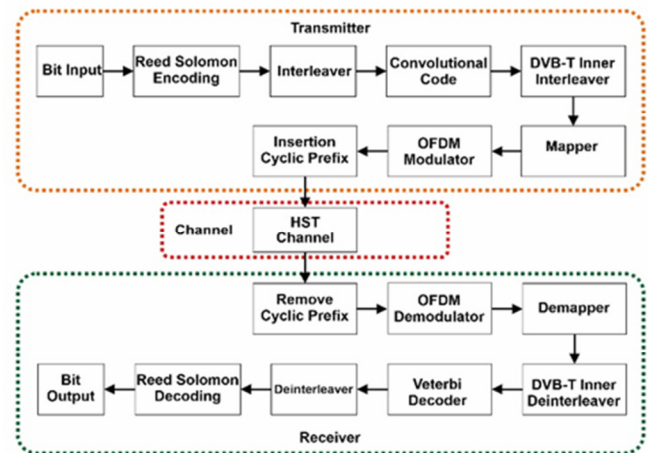 Transmitter
Bit Input
Reed Solomon
Encoding
Interleaver
Convolutional
Code
DVB-T Inner
Interleaver
Mapper
OFDM
Modulator
Insertion
Cyclic Prefix
Channel
HST
Channel
Remove
Cyclic Prefix
OFDM
Demodulator
Demapper
DVB-T Inner
Deinterleaver
Veterbi
Decoder
Deinterleaver
Reed Solomon
Decoding
Bit
Output
Receiver